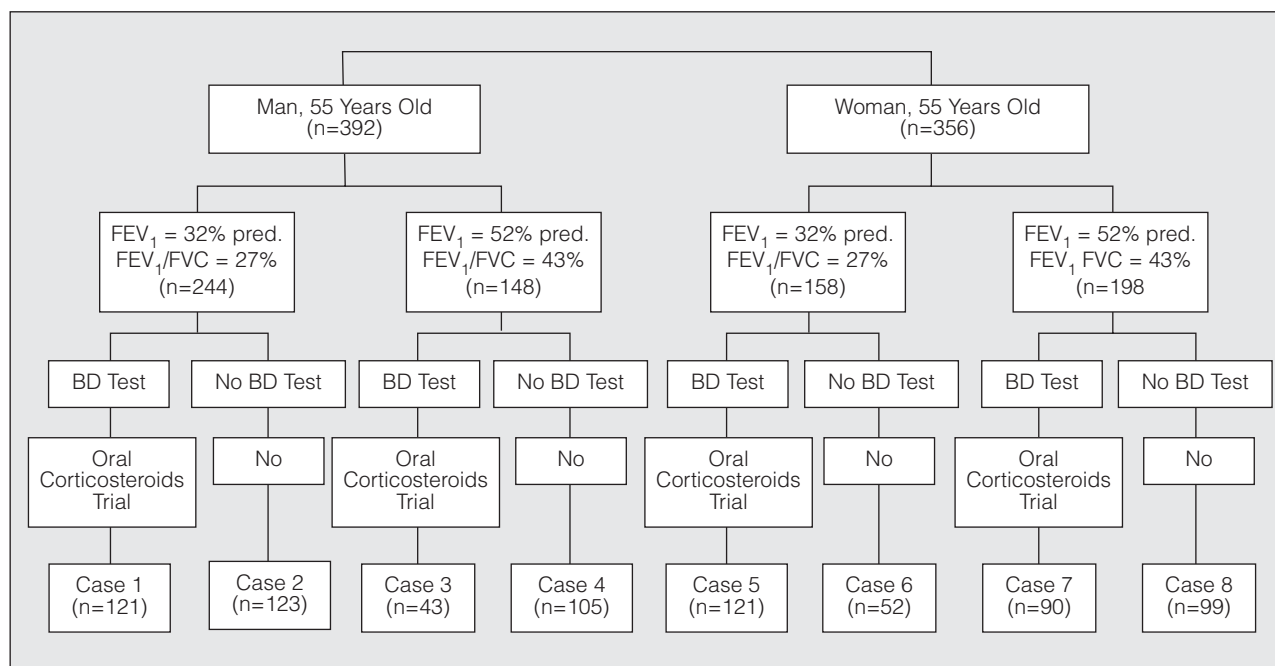 Man, 55 Years Old
(n=392)
Woman, 55 Years Old
(n=356)
FEV1 = 32% pred.
FEV1/FVC = 27%
(n=244)
FEV1 = 52% pred.
FEV1/FVC = 43%
(n=148)
FEV1 = 32% pred.
FEV1/FVC = 27%
(n=158)
FEV1 = 52% pred.
FEV1 FVC = 43%
(n=198
BD Test
No BD Test
BD Test
No BD Test
BD Test
No BD Test
BD Test
No BD Test
Oral
Corticosteroids
Trial
No
Oral
Corticosteroids
Trial
No
Oral
Corticosteroids
Trial
No
Oral
Corticosteroids
Trial
No
Case 1
(n=121)
Case 2
(n=123)
Case 3
(n=43)
Case 4
(n=105)
Case 5
(n=121)
Case 6
(n=52)
Case 7
(n=90)
Case 8
(n=99)